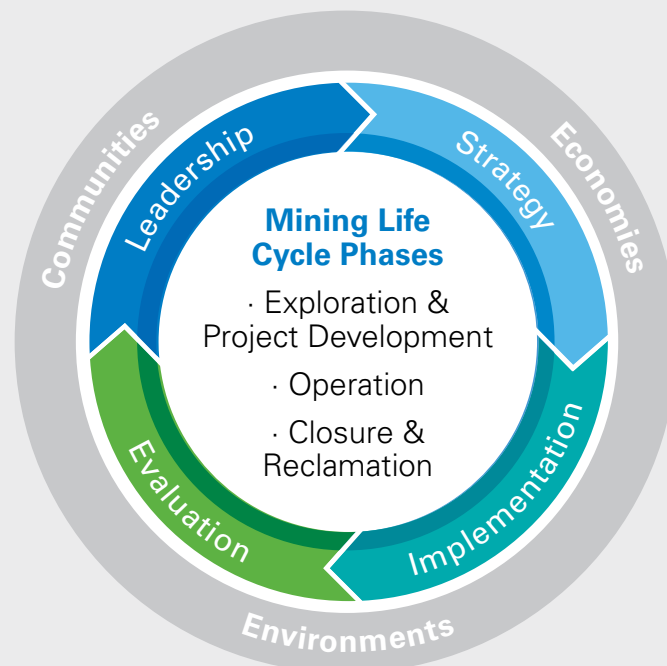 Communities
Economies
Environments
Leadership
Strategy
Implementation
Evaluation
Mining Life
Cycle Phases
· Exploration &
Project Development
· Operation
· Closure &
Reclamation